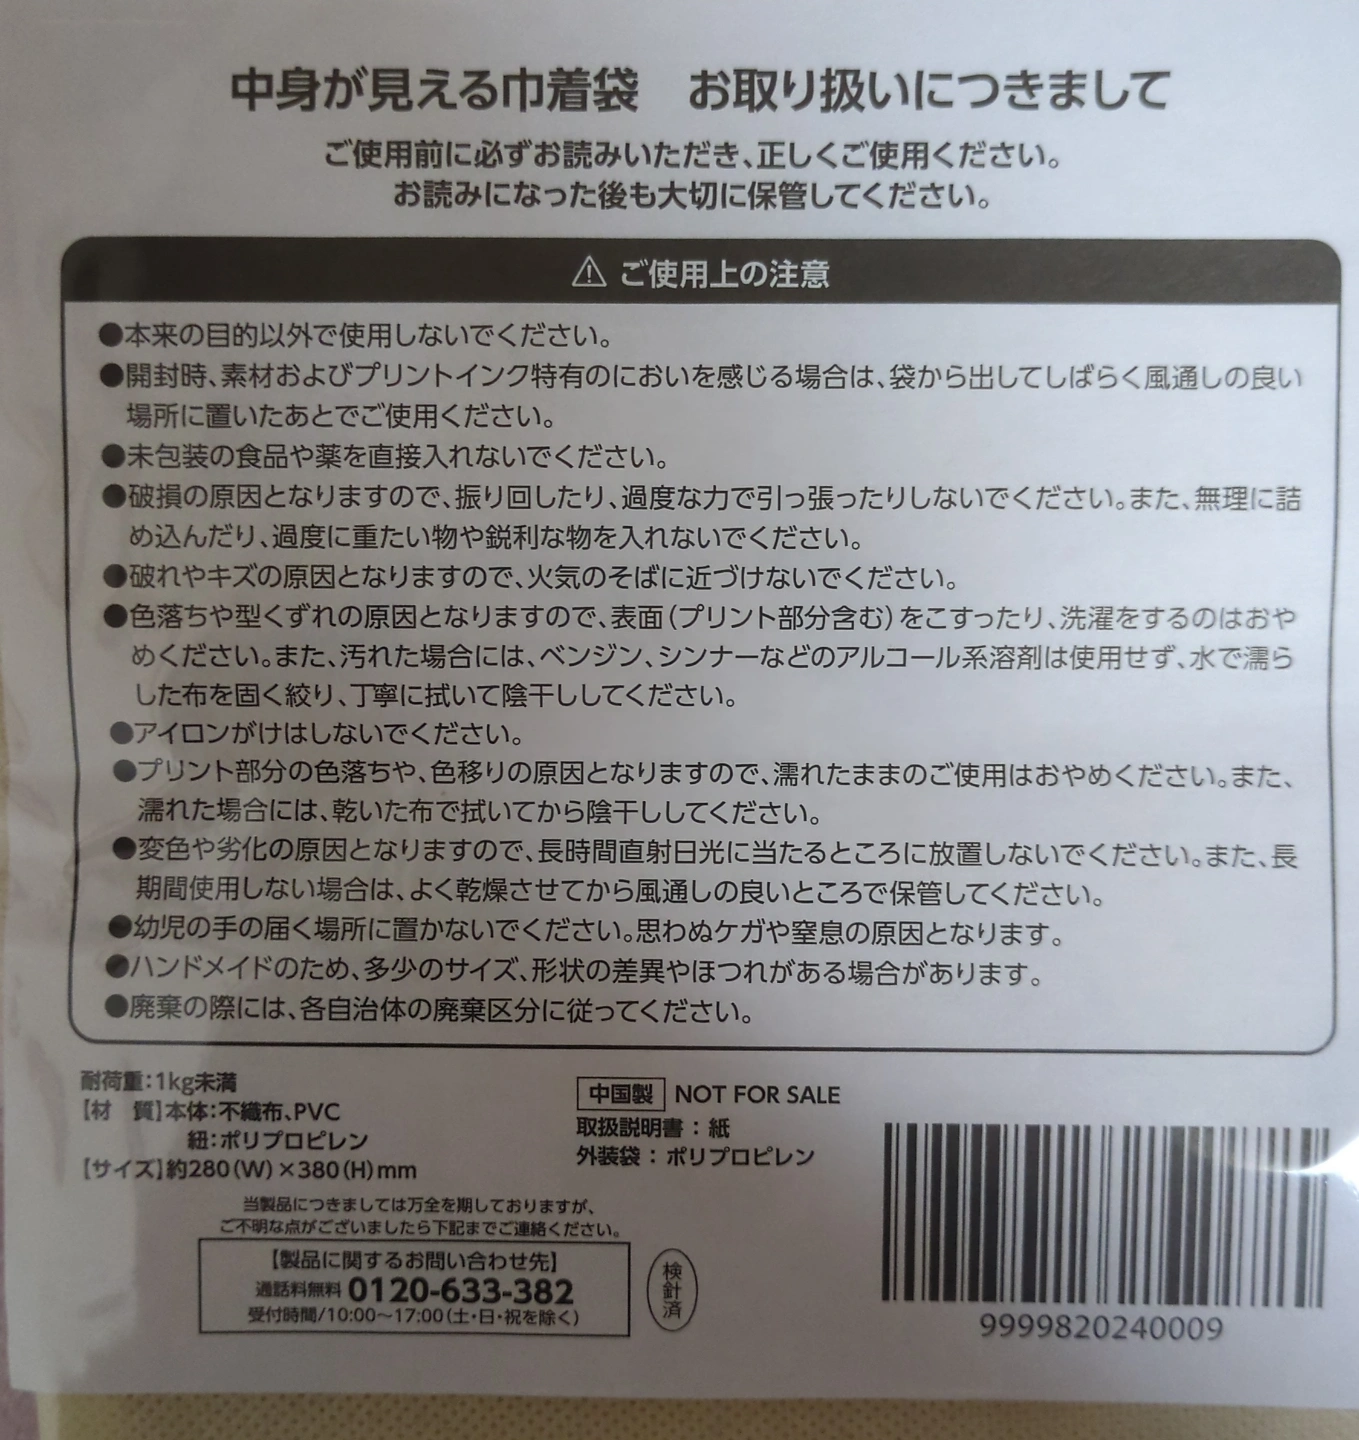 中身が見える巾着袋　お取り扱いにつきまして
ご使用前に必ずお読みいただき、正しくご使用ください。
お読みになった後も大切に保管してください。
⚠ ご使用上の注意
●本来の目的以外で使用しないでください。
●開封時、素材およびプリントインク特有のにおいを感じる場合は、袋から出してしばらく風通しの良い
場所に置いたあとでご使用ください。
●未包装の食品や薬を直接入れないでください。
●破損の原因となりますので、振り回したり、過度な力で引っ張ったりしないでください。また、無理に詰
め込んだり、過度に重たい物や鋭利な物を入れないでください。
●破れやキズの原因となりますので、火気のそばに近づけないでください。
●色落ちや型くずれの原因となりますので、表面(プリント部分含む)をこすったり、洗濯をするのはおや
めください。また、汚れた場合には、ベンジン、シンナーなどのアルコール系溶剤は使用せず、水で濡ら
した布を固く絞り、丁寧に拭いて陰干ししてください。
●アイロンがけはしないでください。
●プリント部分の色落ちや、色移りの原因となりますので、濡れたままのご使用はおやめください。また、
濡れた場合には、乾いた布で拭いてから陰干ししてください。
●変色や劣化の原因となりますので、長時間直射日光に当たるところに放置しないでください。また、長
期間使用しない場合は、よく乾燥させてから風通しの良いところで保管してください。
●幼児の手の届く場所に置かないでください。思わぬケガや窒息の原因となります。
●ハンドメイドのため、多少のサイズ、形状の差異やほつれがある場合があります。
●廃棄の際には、各自治体の廃棄区分に従ってください。
耐荷重：1kg未満
【材　質】本体：不織布、PVC
紐：ポリプロピレン
【サイズ】約280(W)×380(H)mm
中国製 NOT FOR SALE
取扱説明書：紙
外装袋：ポリプロピレン
当製品につきましては万全を期しておりますが、
ご不明な点がございましたら下記までご連絡ください。
【製品に関するお問い合わせ先】
通話料無料 0120-633-382
受付時間/10:00～17:00(土・日・祝を除く)
検針済
9999820240009